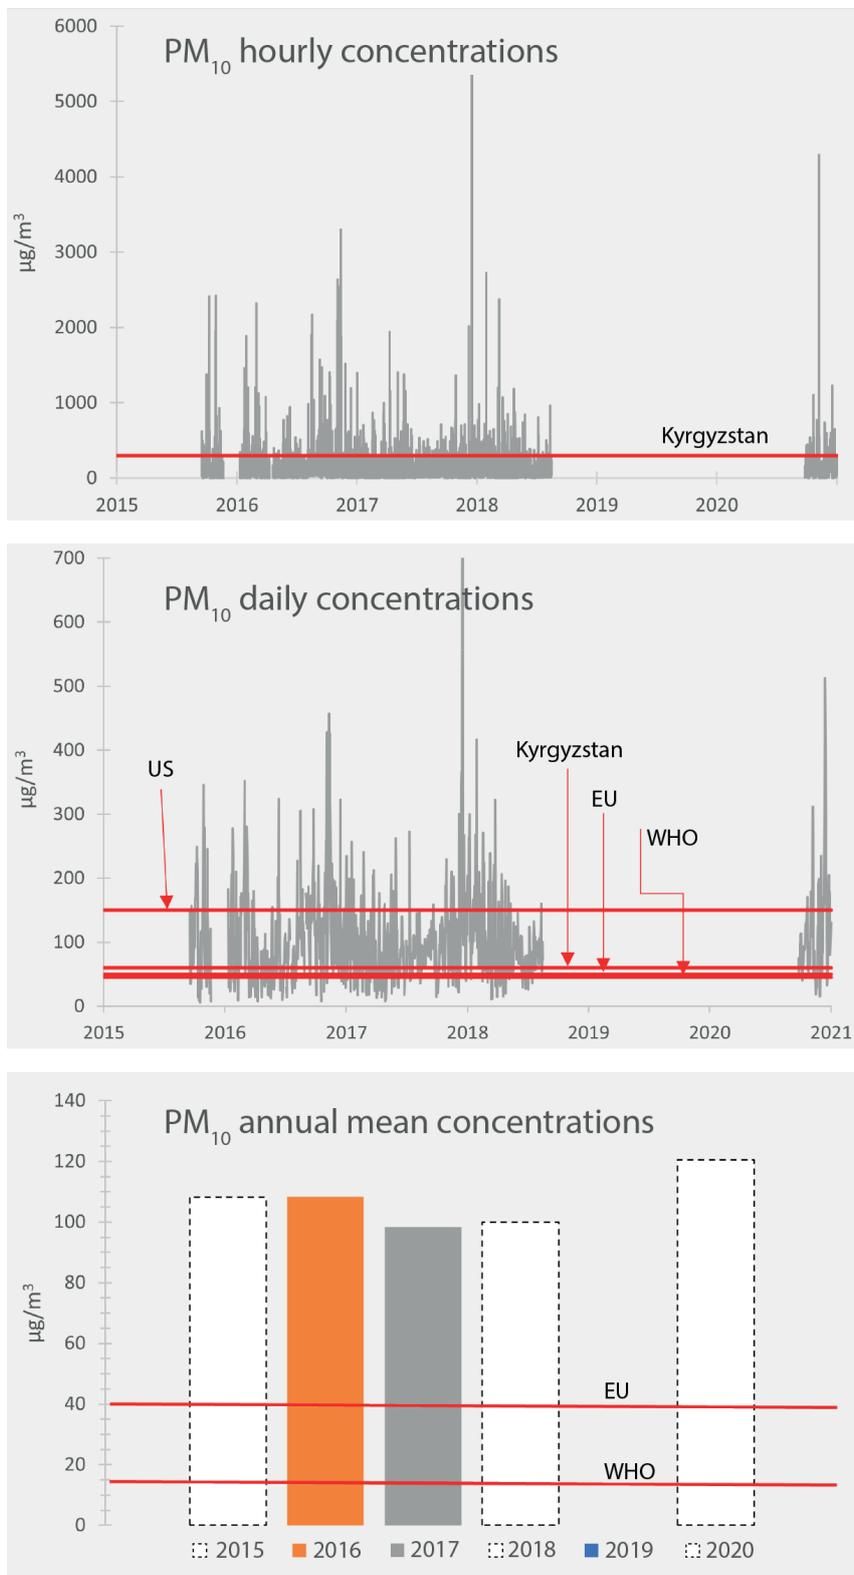 PM10 hourly concentrations
6000
5000
4000
3000
2000
1000
0
µg/m³
Kyrgyzstan
2015 2016 2017 2018 2019 2020
PM10 daily concentrations
700
600
500
400
300
200
100
0
µg/m³
US
Kyrgyzstan
EU
WHO
2015 2016 2017 2018 2019 2020 2021
PM10 annual mean concentrations
140
120
100
80
60
40
20
0
µg/m³
EU
WHO
2015 2016 2017 2018 2019 2020